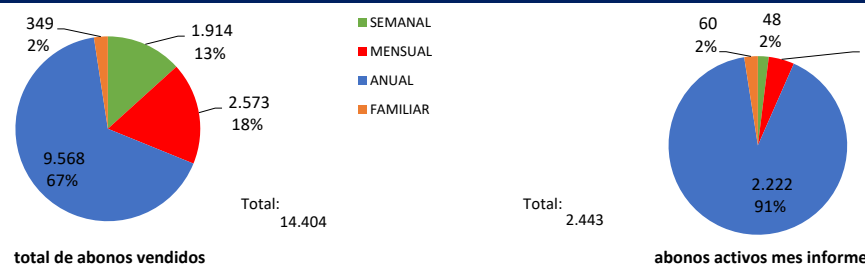 349
2%
1.914
13%
2.573
18%
9.568
67%
SEMANAL
MENSUAL
ANUAL
FAMILIAR
Total:
14.404
total de abonos vendidos
60
2%
48
2%
2.222
91%
Total:
2.443
abonos activos mes informe